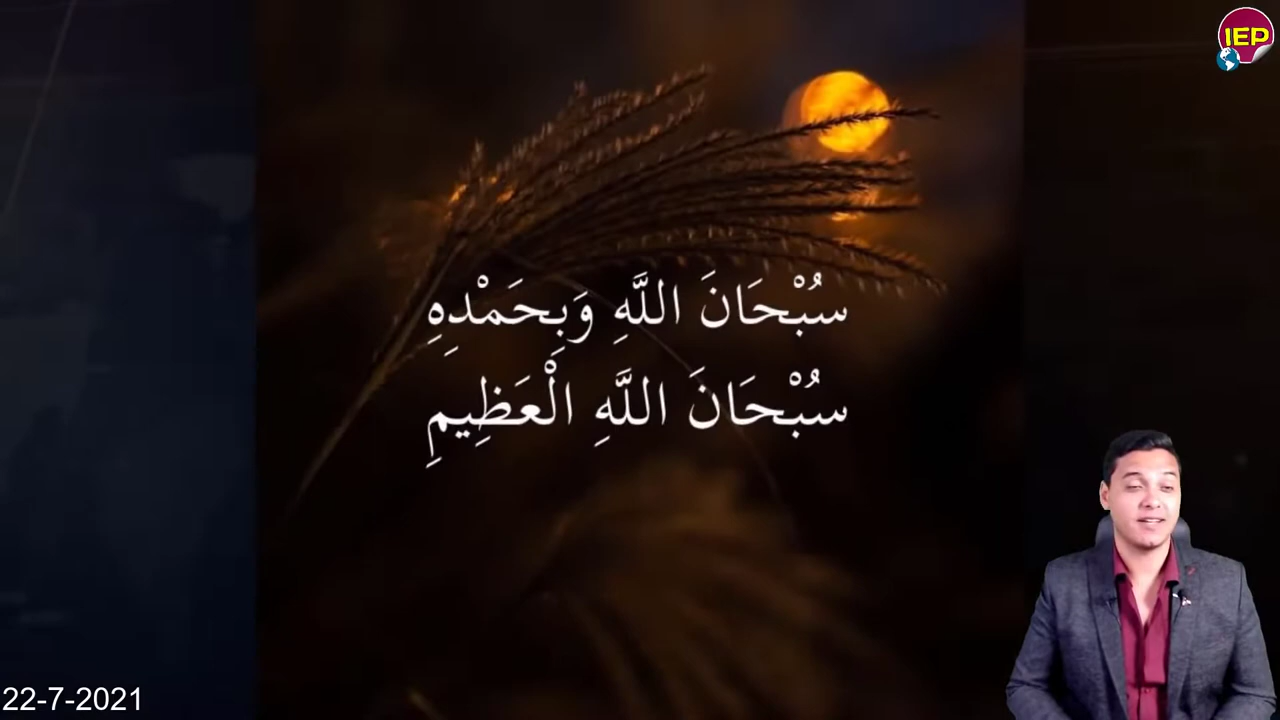 IEP
سُبْحَانَ اللَّهِ وَبِحَمْدِهِ
سُبْحَانَ اللَّهِ الْعَظِيمِ
22-7-2021